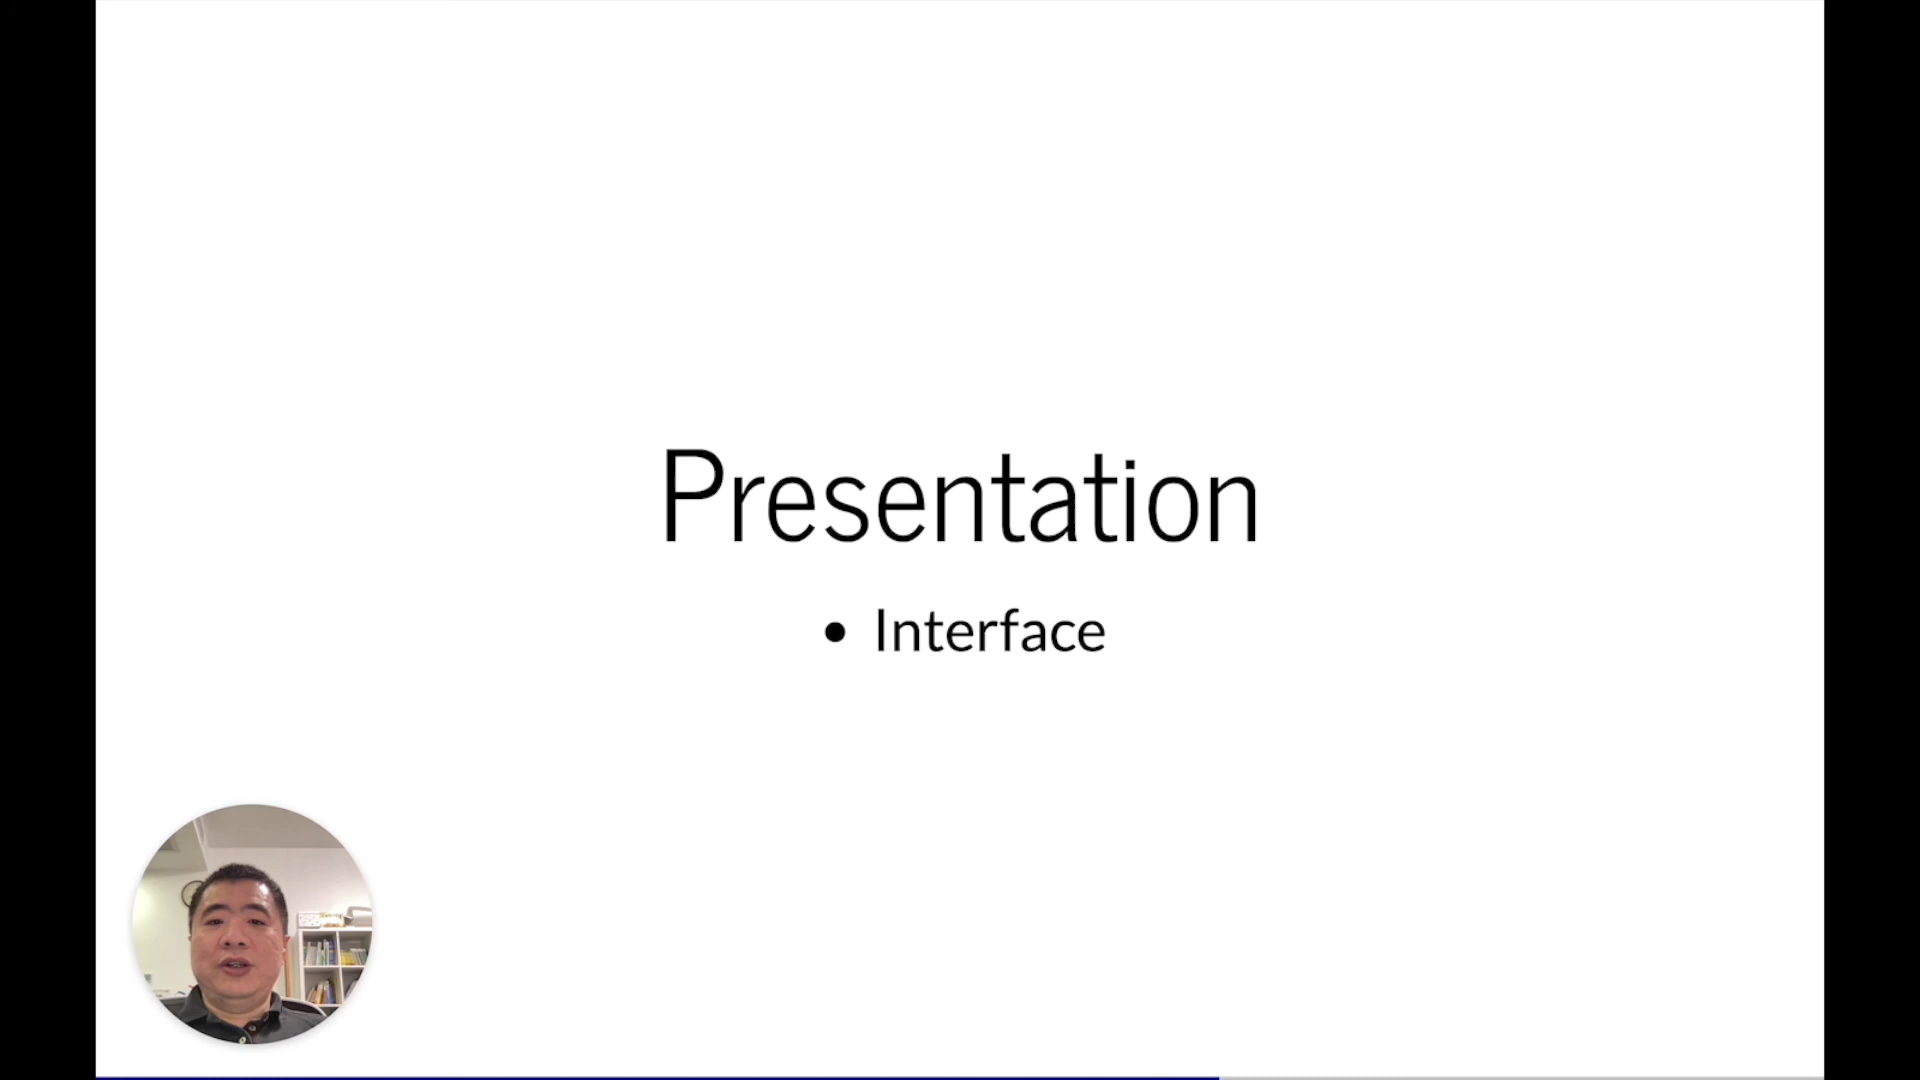 Presentation
• Interface